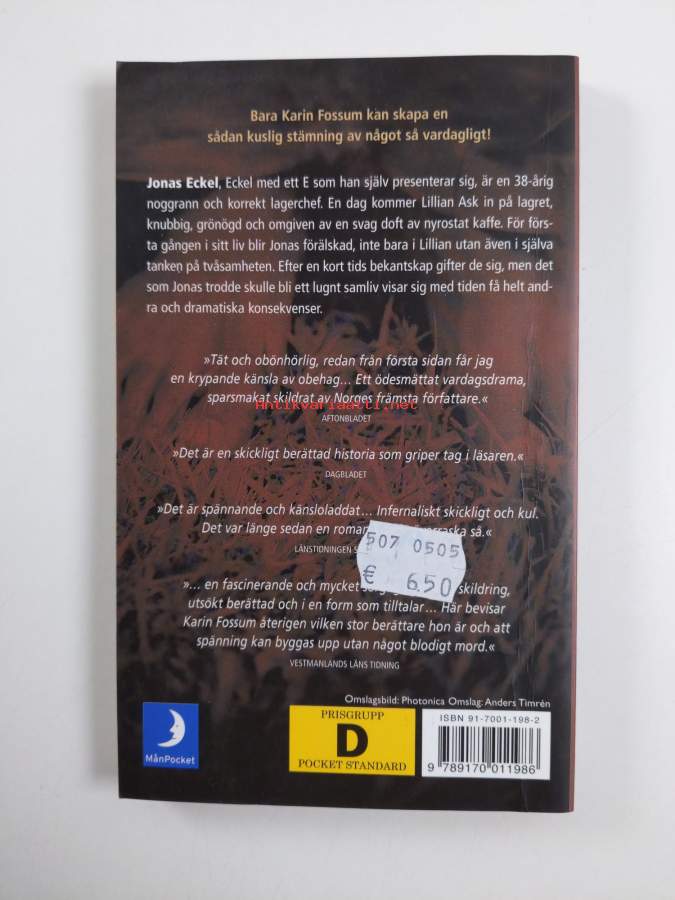 Bara Karin Fossum kan skapa en
sådan kuslig stämning av något så vardagligt!
Jonas Eckel, Eckel med ett E som han själv presenterar sig, är en 38-årig
noggrann och korrekt lagerchef. En dag kommer Lillian Ask in på lagret,
knubbig, grönögd och omgiven av en svag doft av nyrostat kaffe. För förs-
ta gången i sitt liv blir Jonas förälskad, inte bara i Lillian utan även i själva
tanken på tvåsamheten. Efter en kort tids bekantskap gifter de sig, men det
som Jonas trodde skulle bli ett lugnt samliv visar sig med tiden få helt and-
ra och dramatiska konsekvenser.
»Tät och obönhörlig, redan från första sidan får jag
en krypande känsla av obehag... Ett ödesmättat vardagsdrama,
sparsmakat skildrat av Norges främsta författare.«
Antikvariaatti.net
AFTONBLADET
»Det är en skickligt berättad historia som griper tag i läsaren.«
DAGBLADET
»Det är spännande och känsloladdat... Infernaliskt skickligt och kul.
Det var länge sedan en roman så.«
LÄNSTIDNINGEN
507 0505
€ 6.50
»... en fascinerande och mycket skildring,
utsökt berättad och i en form som tilltalar... Här bevisar
Karin Fossum återigen vilken stor berättare hon är och att
spänning kan byggas upp utan något blodigt mord.«
VESTMANLANDS LÄNS TIDNING
Omslagsbild: Photonica Omslag: Anders Timrén
MånPocket
PRISGRUPP
D
POCKET STANDARD
ISBN 91-7001-198-2
9 789170 011986